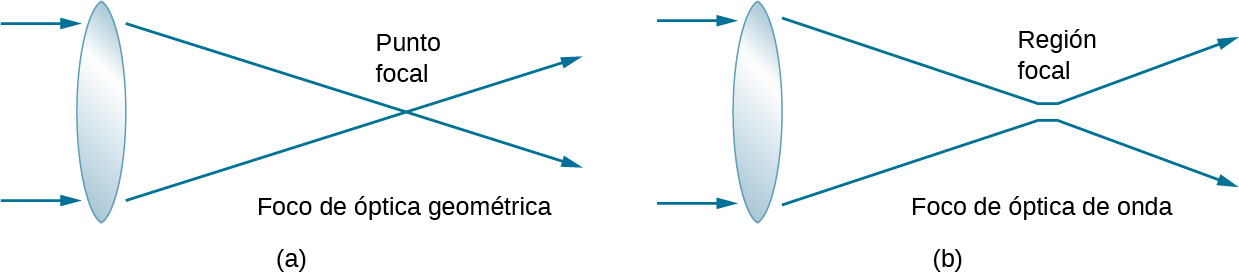 Punto
focal
Foco de óptica geométrica
(a)
Región
focal
Foco de óptica de onda
(b)